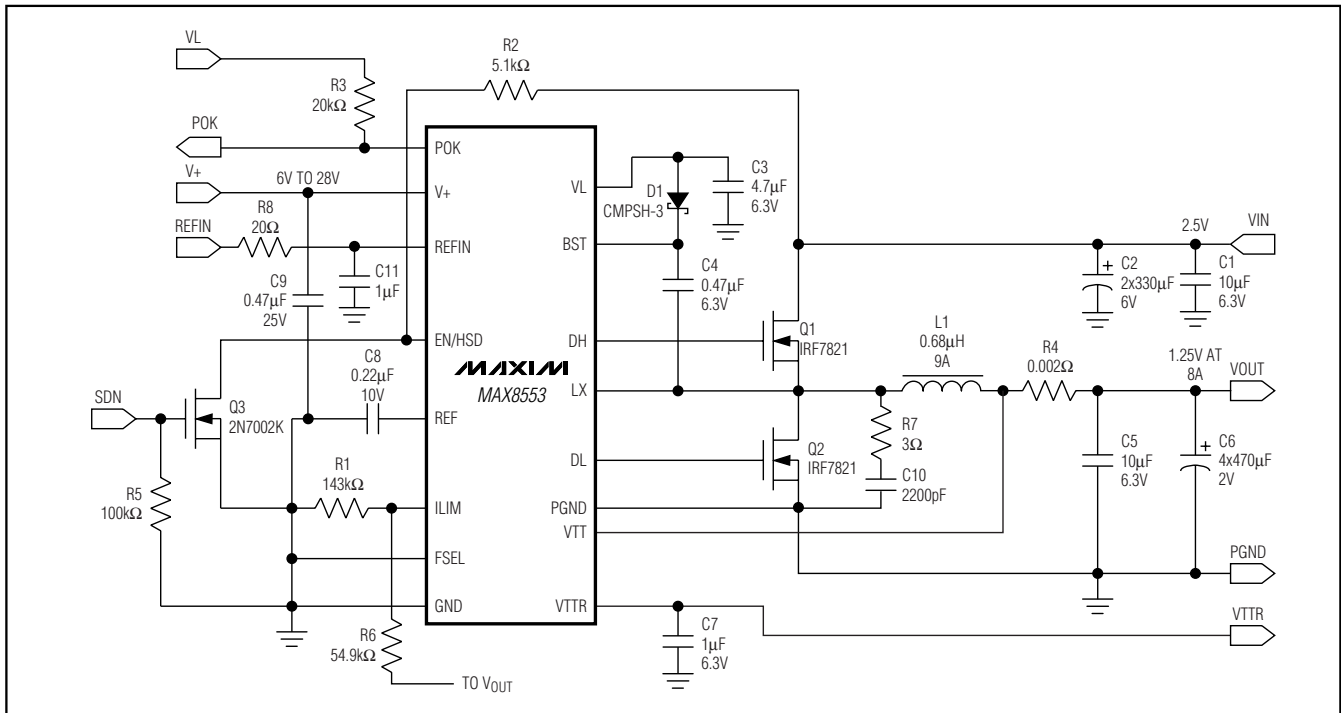 VL
R3
20kΩ
POK
V+
6V TO 28V
REFIN
R8
20Ω
C9
0.47µF
25V
C11
1µF
C8
0.22µF
10V
SDN
Q3
2N7002K
R5
100kΩ
R1
143kΩ
R6
54.9kΩ
TO VOUT
R2
5.1kΩ
POK
V+
REFIN
EN/HSD
REF
ILIM
FSEL
GND
MAXIM
MAX8553
VL
BST
DH
LX
DL
PGND
VTT
VTTR
D1
CMPSH-3
C3
4.7µF
6.3V
C4
0.47µF
6.3V
Q1
IRF7821
Q2
IRF7821
L1
0.68µH
9A
R7
3Ω
C10
2200pF
R4
0.002Ω
C7
1µF
6.3V
2.5V
VIN
C2
2x330µF
6V
C1
10µF
6.3V
1.25V AT
8A
VOUT
C5
10µF
6.3V
C6
4x470µF
2V
PGND
VTTR